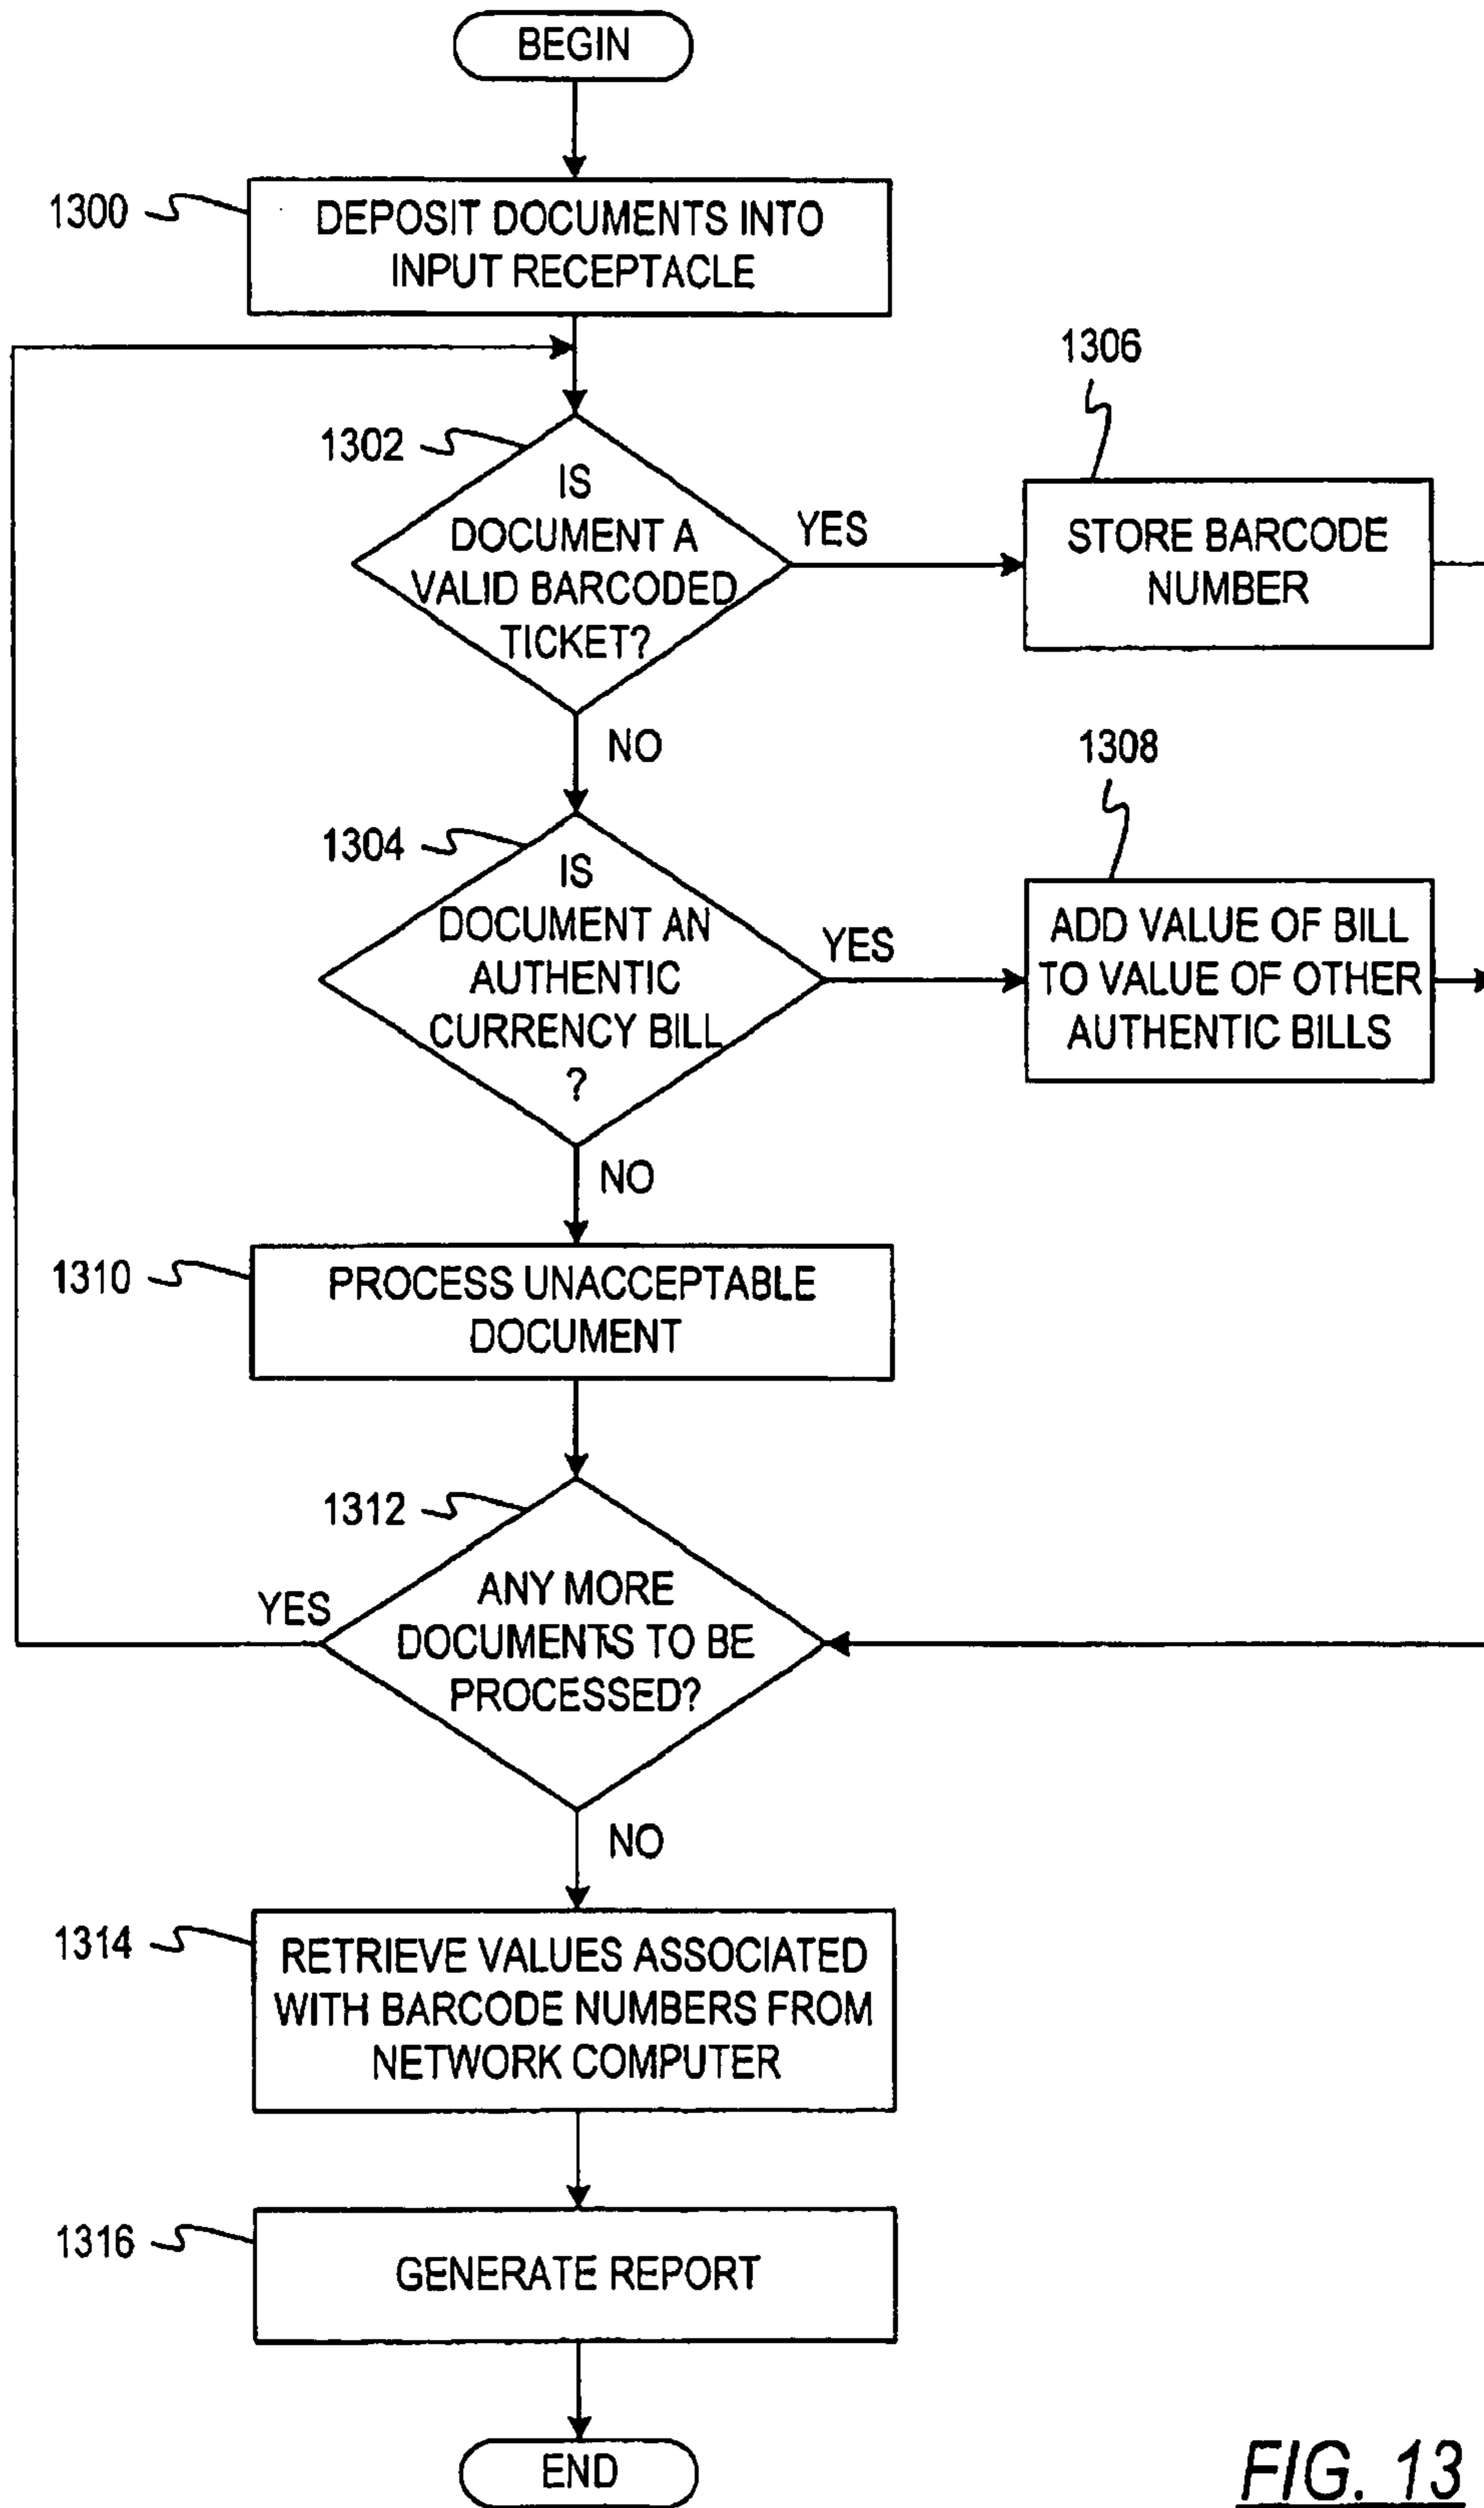 BEGIN
1300
DEPOSIT DOCUMENTS INTO
INPUT RECEPTACLE
1302
IS
DOCUMENT A
VALID BARCODED
TICKET?
YES
1306
STORE BARCODE
NUMBER
NO
1304
IS
DOCUMENT AN
AUTHENTIC
CURRENCY BILL
?
YES
1308
ADD VALUE OF BILL
TO VALUE OF OTHER
AUTHENTIC BILLS
NO
1310
PROCESS UNACCEPTABLE
DOCUMENT
1312
ANY MORE
DOCUMENTS TO BE
PROCESSED?
YES
NO
1314
RETRIEVE VALUES ASSOCIATED
WITH BARCODE NUMBERS FROM
NETWORK COMPUTER
1316
GENERATE REPORT
END
FIG. 13